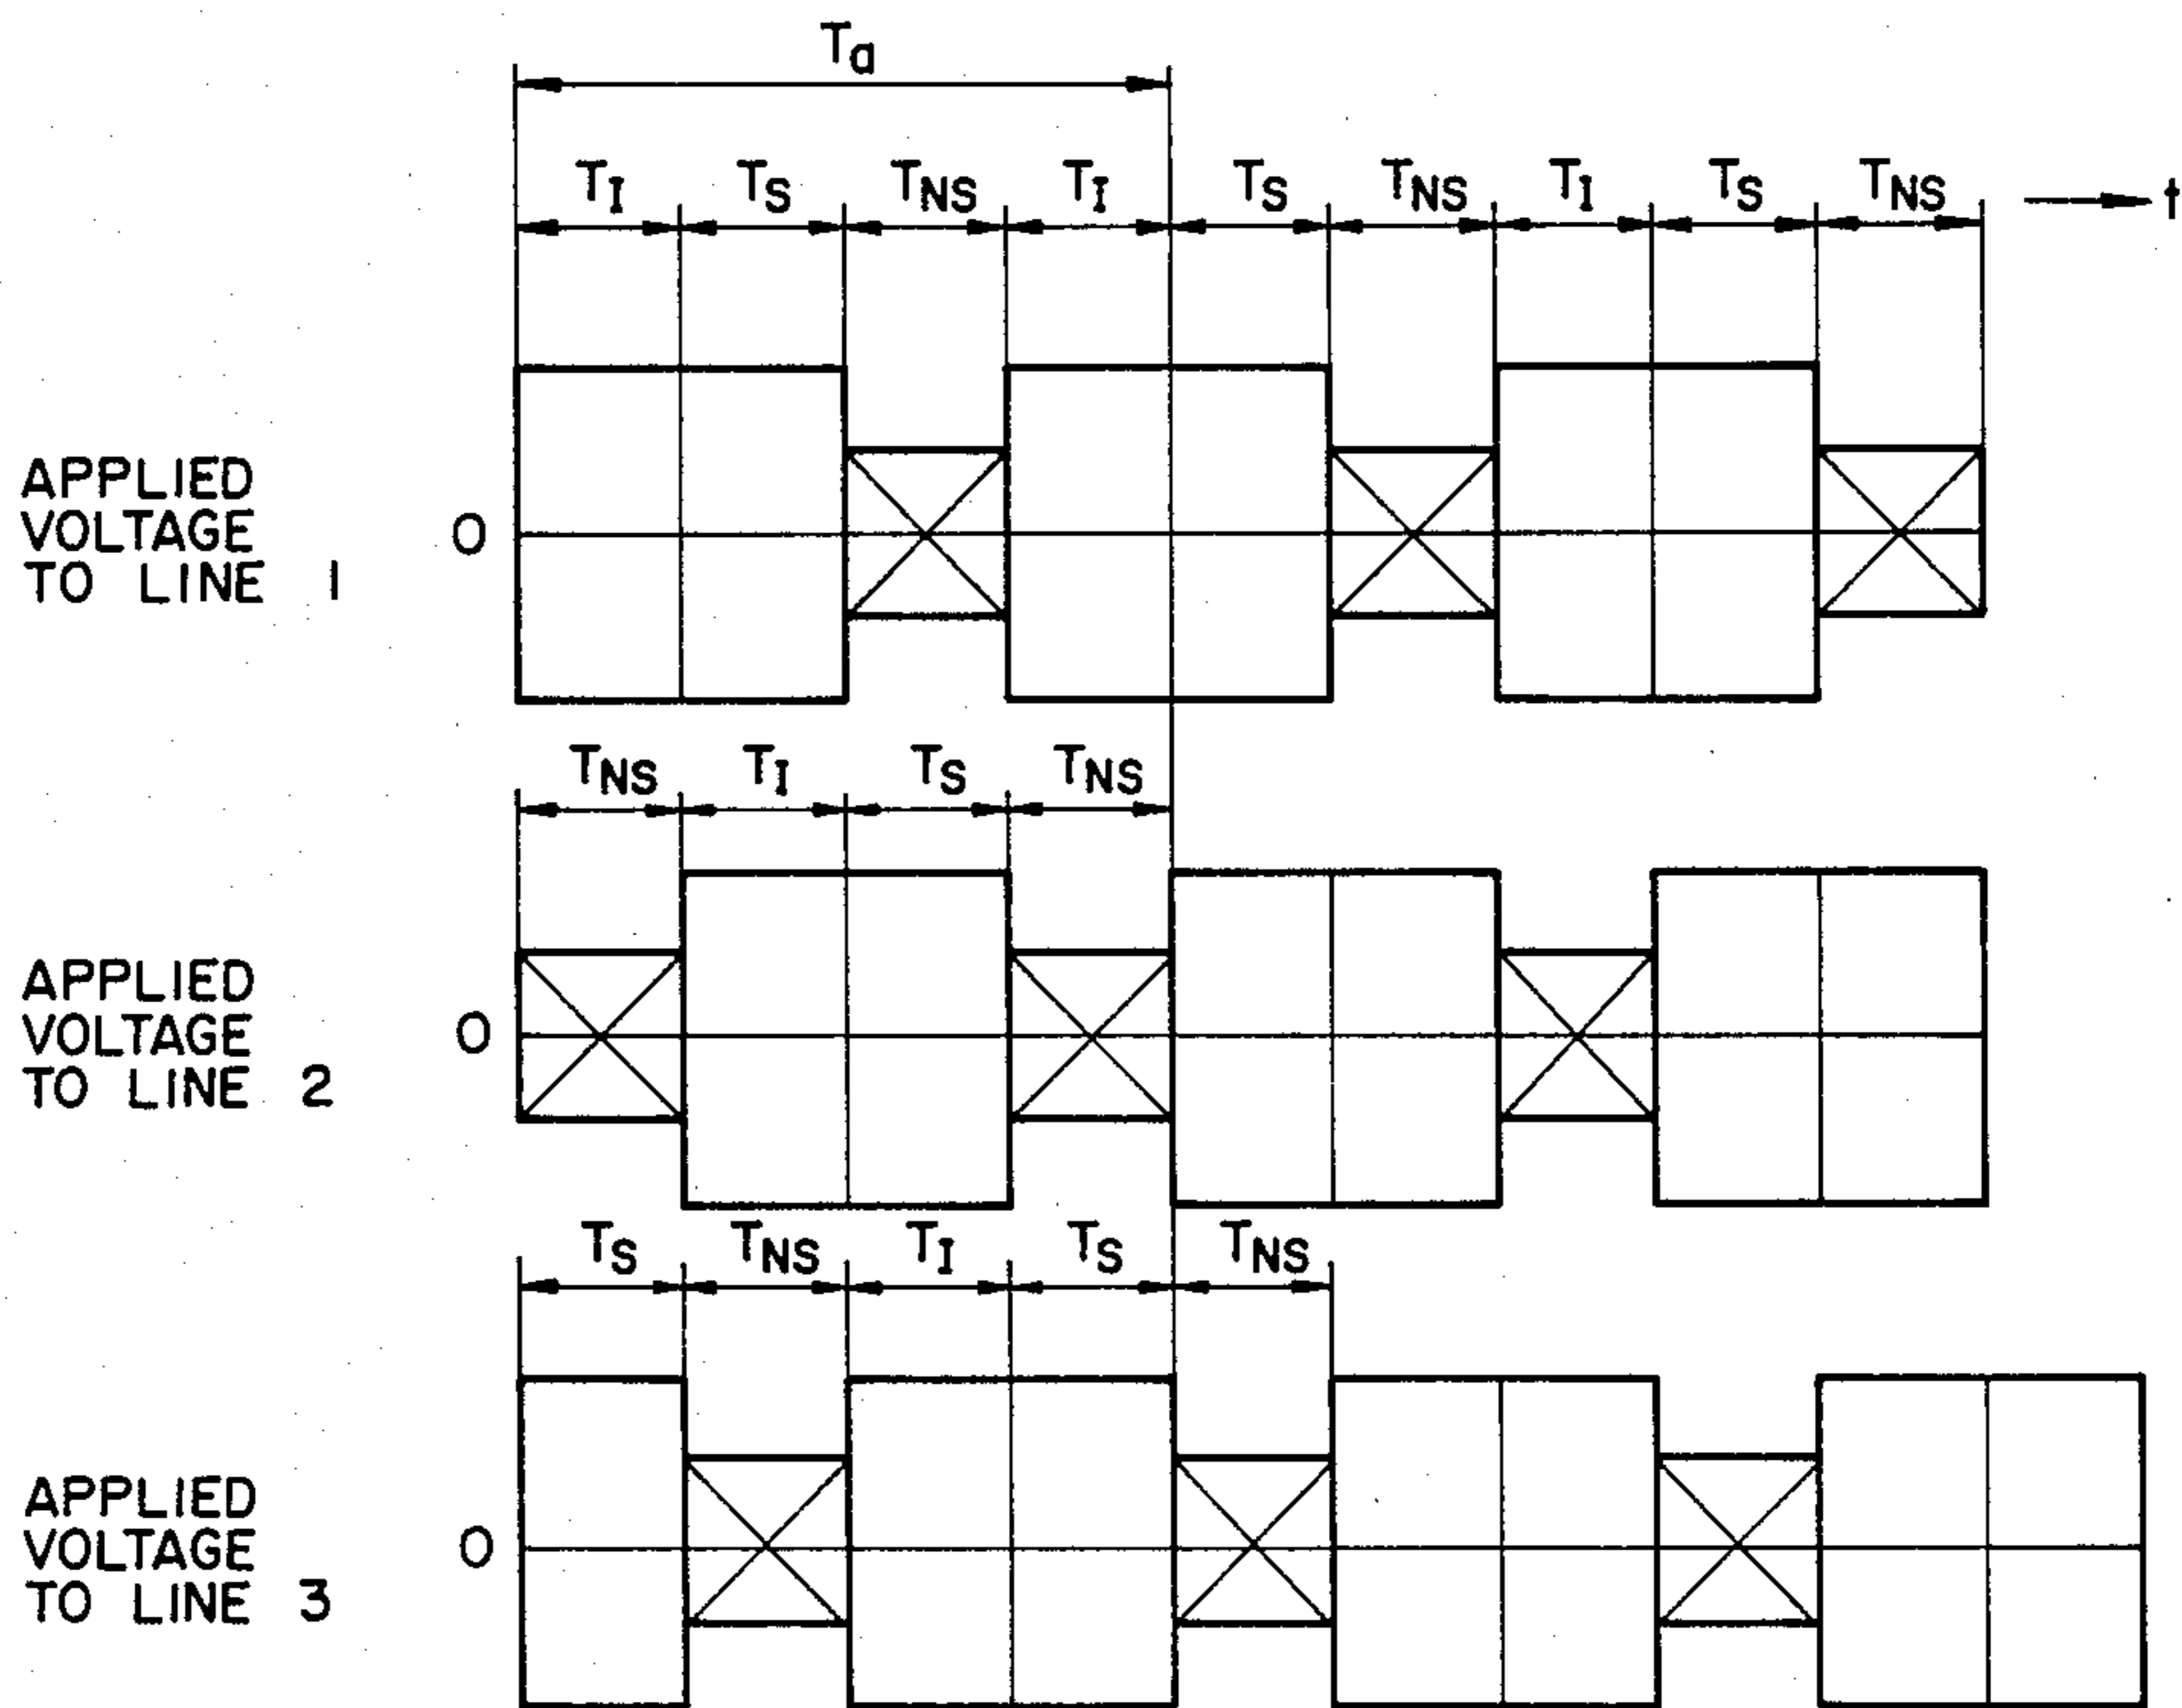 Ta
TI TS TNS TI TS TNS TI TS TNS t
APPLIED
VOLTAGE
TO LINE 1
0
TNS TI TS TNS
APPLIED
VOLTAGE
TO LINE 2
0
TS TNS TI TS TNS
APPLIED
VOLTAGE
TO LINE 3
0